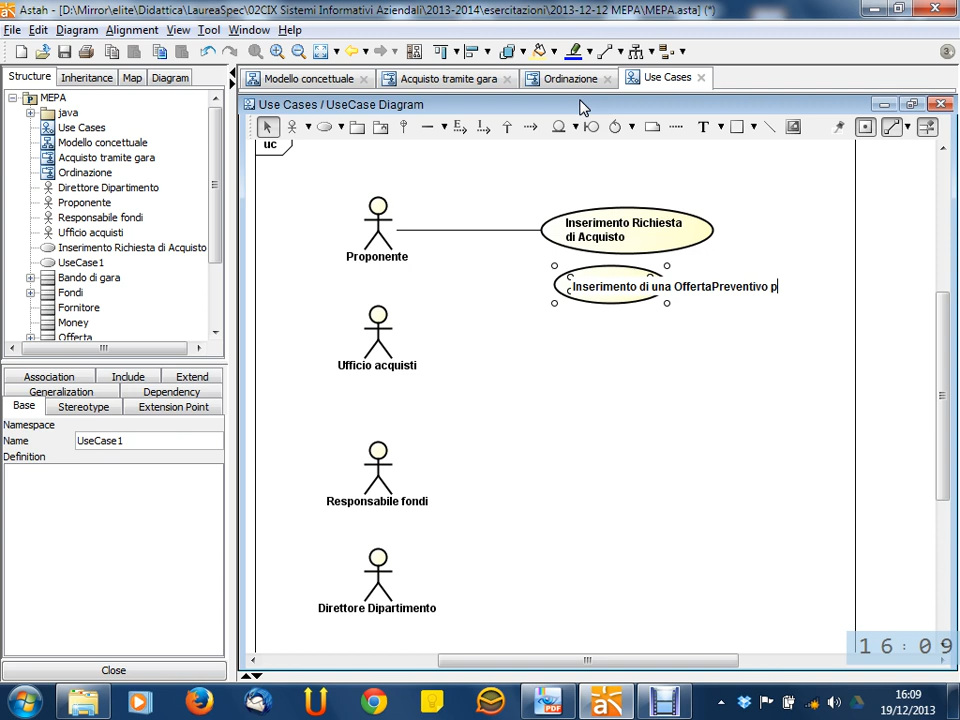 Astah - [D:\Mirror\elite\Didattica\LaureaSpec\02CIX Sistemi Informativi Aziendali\2013-2014\esercitazioni\2013-12-12 MEPA\MEPA.asta] (*)
File Edit Diagram Alignment View Tool Window Help
3
Structure Inheritance Map Diagram
Modello concettuale Acquisto tramite gara Ordinazione Use Cases
Use Cases / UseCase Diagram
MEPA
java
Use Cases
Modello concettuale
Acquisto tramite gara
Ordinazione
Direttore Dipartimento
Proponente
Responsabile fondi
Ufficio acquisti
Inserimento Richiesta di Acquisto
UseCase1
Bando di gara
Fondi
Fornitore
Money
Offerta
Association Include Extend
Generalization Dependency
Base Stereotype Extension Point
Namespace
Name UseCase1
Definition
Close
uc
Proponente
Inserimento Richiesta
di Acquisto
Inserimento di una OffertaPreventivo p
Ufficio acquisti
Responsabile fondi
Direttore Dipartimento
16:09
PDF
16:09
19/12/2013